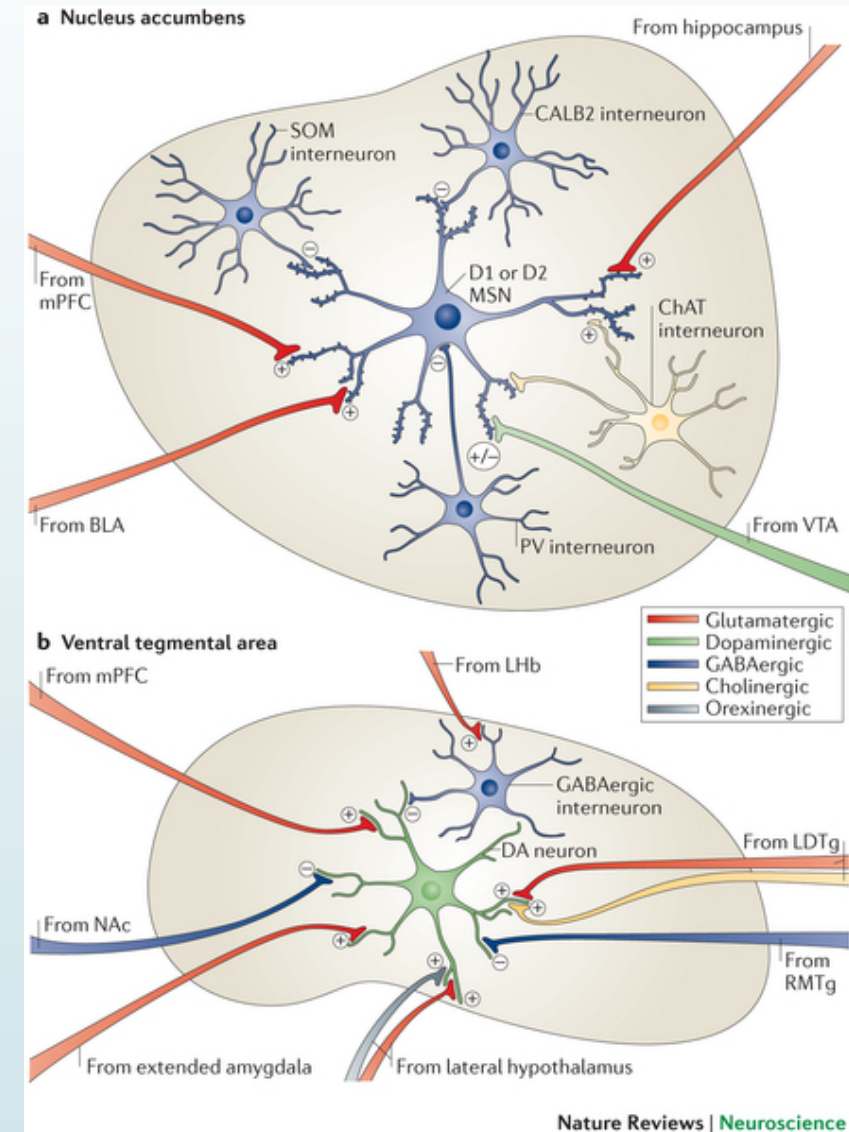 a Nucleus accumbens
From hippocampus
CALB2 interneuron
SOM
interneuron
−
−
D1 or D2
MSN
+
From
mPFC
ChAT
interneuron
+
−
+
+
+/−
From BLA
From VTA
PV interneuron
Glutamatergic
Dopaminergic
GABAergic
Cholinergic
Orexinergic
b Ventral tegmental area
From mPFC
From LHb
+
GABAergic
interneuron
+
−
From LDTg
DA neuron
−
+
+
From NAc
+
−
From
RMTg
+
+
From extended amygdala
From lateral hypothalamus
Nature Reviews | Neuroscience